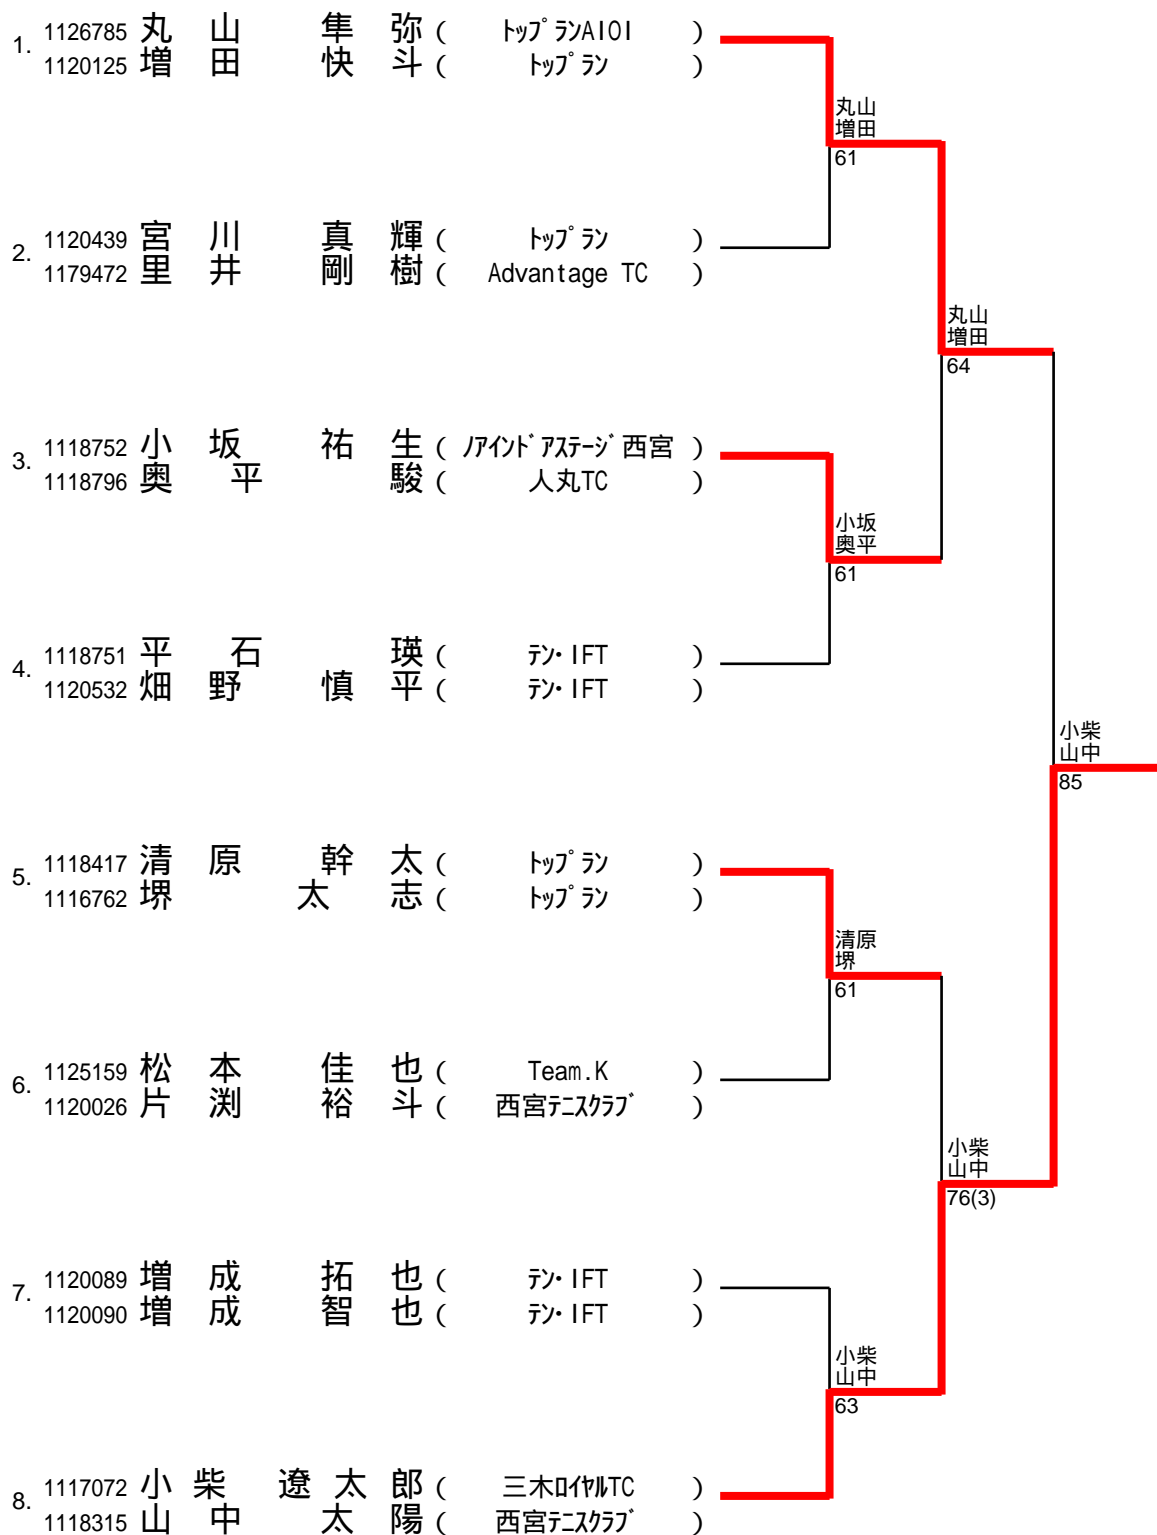 1. 1126785 丸山 隼弥 ( トップランAIOI )
1120125 増田 快斗 ( トップラン )
丸山
増田
61
2. 1120439 宮川 真輝 ( トップラン )
1179472 里井 剛樹 ( Advantage TC )
丸山
増田
64
3. 1118752 小坂 祐生 ( ノアインドアステージ西宮 )
1118796 奥平 駿 ( 人丸TC )
小坂
奥平
61
4. 1118751 平石 瑛 ( テン・IFT )
1120532 畑野 慎平 ( テン・IFT )
小柴
山中
85
5. 1118417 清原 幹太 ( トップラン )
1116762 堺 太志 ( トップラン )
清原
堺
61
6. 1125159 松本 佳也 ( Team.K )
1120026 片渕 裕斗 ( 西宮テニスクラブ )
小柴
山中
76(3)
7. 1120089 増成 拓也 ( テン・IFT )
1120090 増成 智也 ( テン・IFT )
小柴
山中
63
8. 1117072 小柴 遼太郎 ( 三木ロイヤルTC )
1118315 山中 太陽 ( 西宮テニスクラブ )